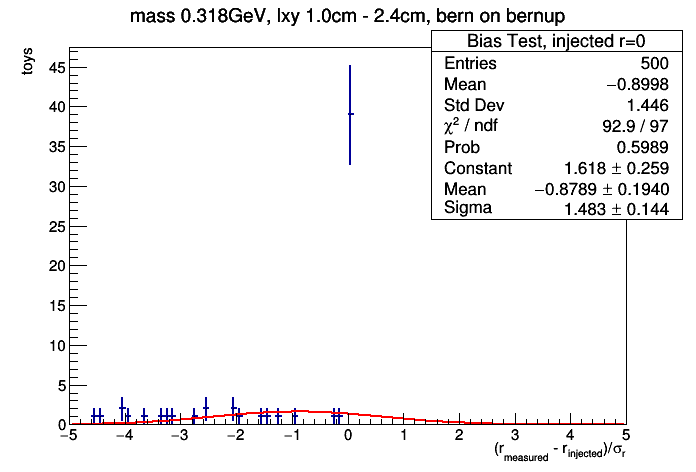 mass 0.318GeV, lxy 1.0cm - 2.4cm, bern on bernup
Bias Test, injected r=0
Entries 500
Mean −0.8998
Std Dev 1.446
χ² / ndf 92.9 / 97
Prob 0.5989
Constant 1.618 ± 0.259
Mean −0.8789 ± 0.1940
Sigma 1.483 ± 0.144
toys
45
40
35
30
25
20
15
10
5
0
−5 −4 −3 −2 −1 0 1 2 3 4 5
(r_measured - r_injected)/σ_r